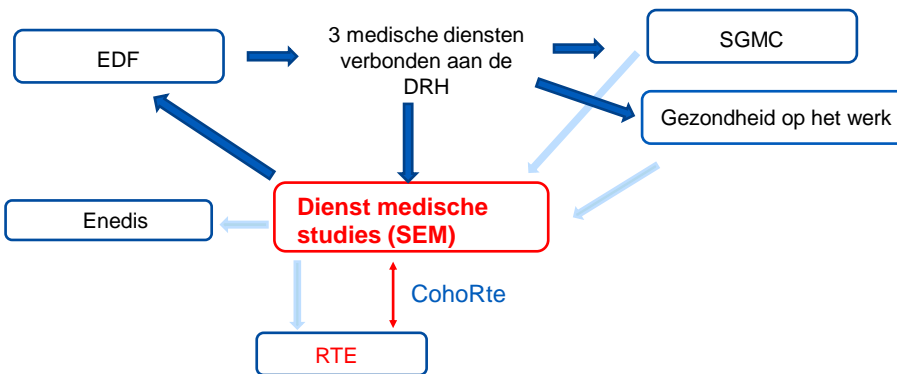 EDF
3 medische diensten
verbonden aan de
DRH
SGMC
Gezondheid op het werk
Dienst medische
studies (SEM)
Enedis
CohoRte
RTE